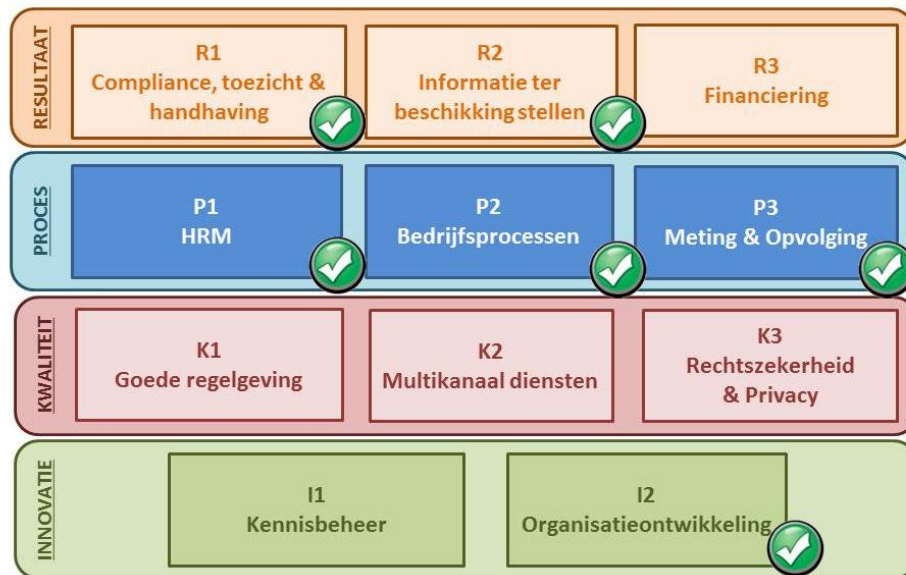 RESULTAAT
R1
Compliance, toezicht &
handhaving
R2
Informatie ter
beschikking stellen
R3
Financiering
PROCES
P1
HRM
P2
Bedrijfsprocessen
P3
Meting & Opvolging
KWALITEIT
K1
Goede regelgeving
K2
Multikanaal diensten
K3
Rechtszekerheid
& Privacy
INNOVATIE
I1
Kennisbeheer
I2
Organisatieontwikkeling